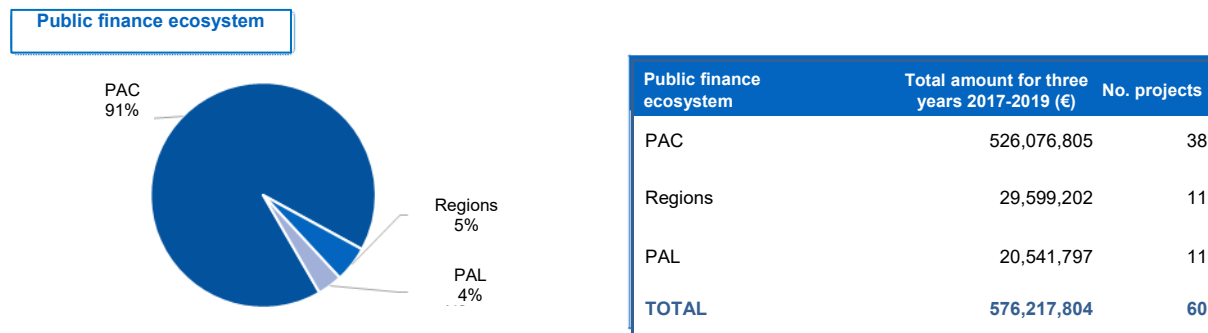 Public finance ecosystem
PAC
91%
Regions
5%
PAL
4%
Public finance
ecosystem
Total amount for three
years 2017-2019 (€)
No. projects
PAC 526,076,805 38
Regions 29,599,202 11
PAL 20,541,797 11
TOTAL 576,217,804 60